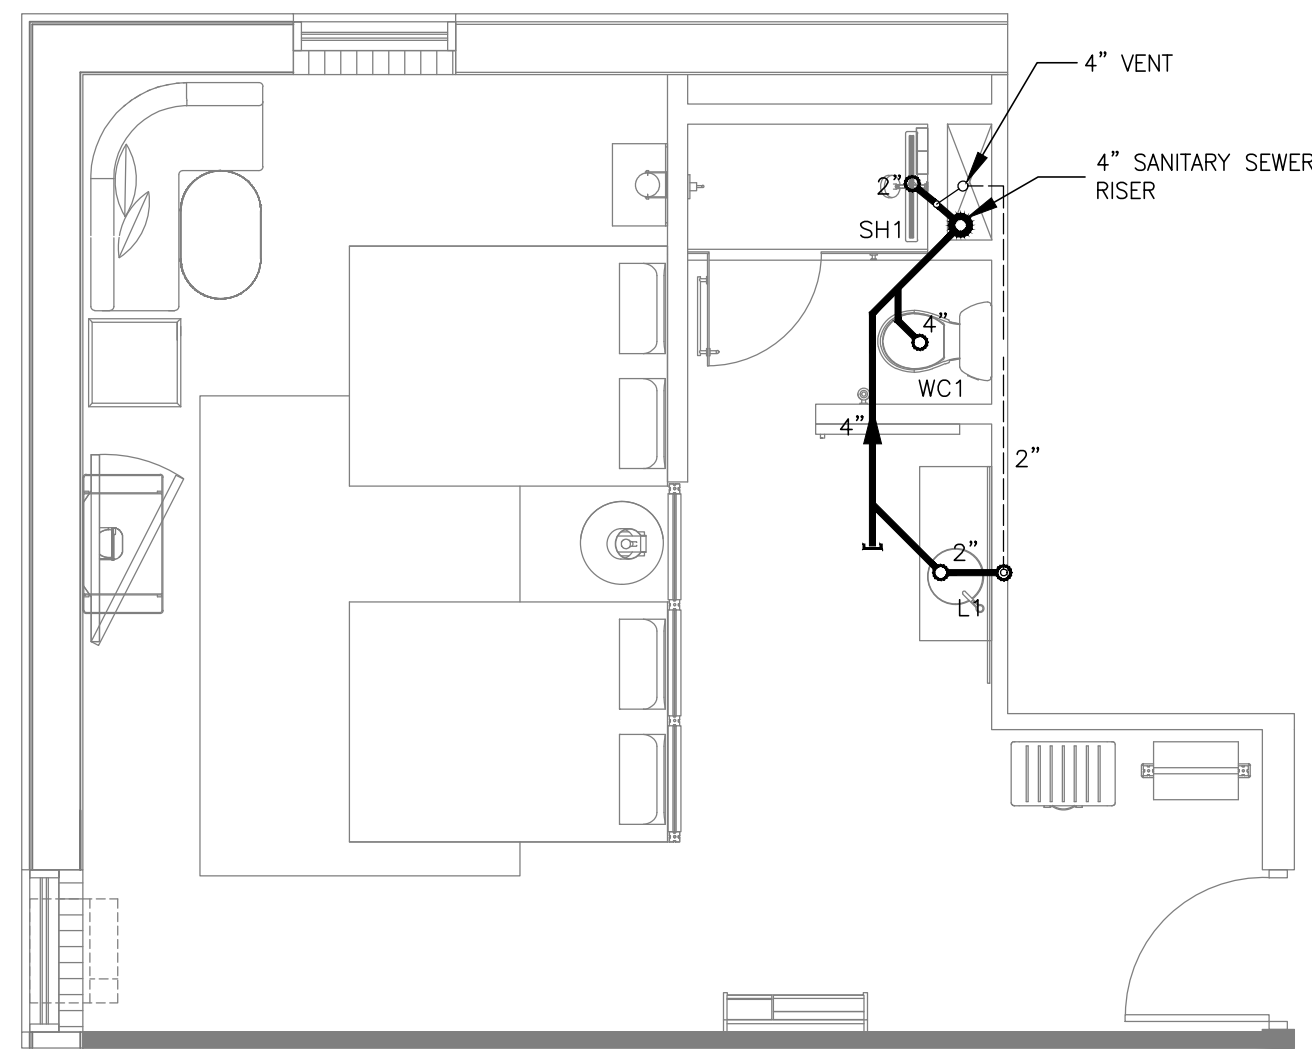 4” VENT
4” SANITARY SEWER
RISER
2”
SH1
4”
WC1
4”
2”
2”
L1